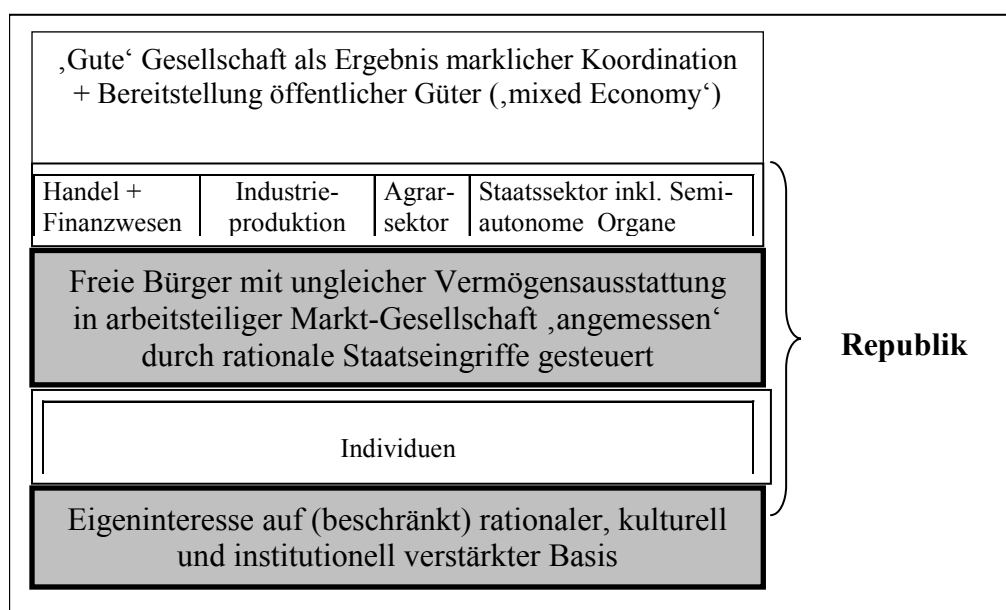 ‚Gute‘ Gesellschaft als Ergebnis marklicher Koordination
+ Bereitstellung öffentlicher Güter (‚mixed Economy‘)
Handel +
Finanzwesen
Industrie-
produktion
Agrar-
sektor
Staatssektor inkl. Semi-
autonome Organe
Freie Bürger mit ungleicher Vermögensausstattung
in arbeitsteiliger Markt-Gesellschaft ‚angemessen‘
durch rationale Staatseingriffe gesteuert
Republik
Individuen
Eigeninteresse auf (beschränkt) rationaler, kulturell
und institutionell verstärkter Basis